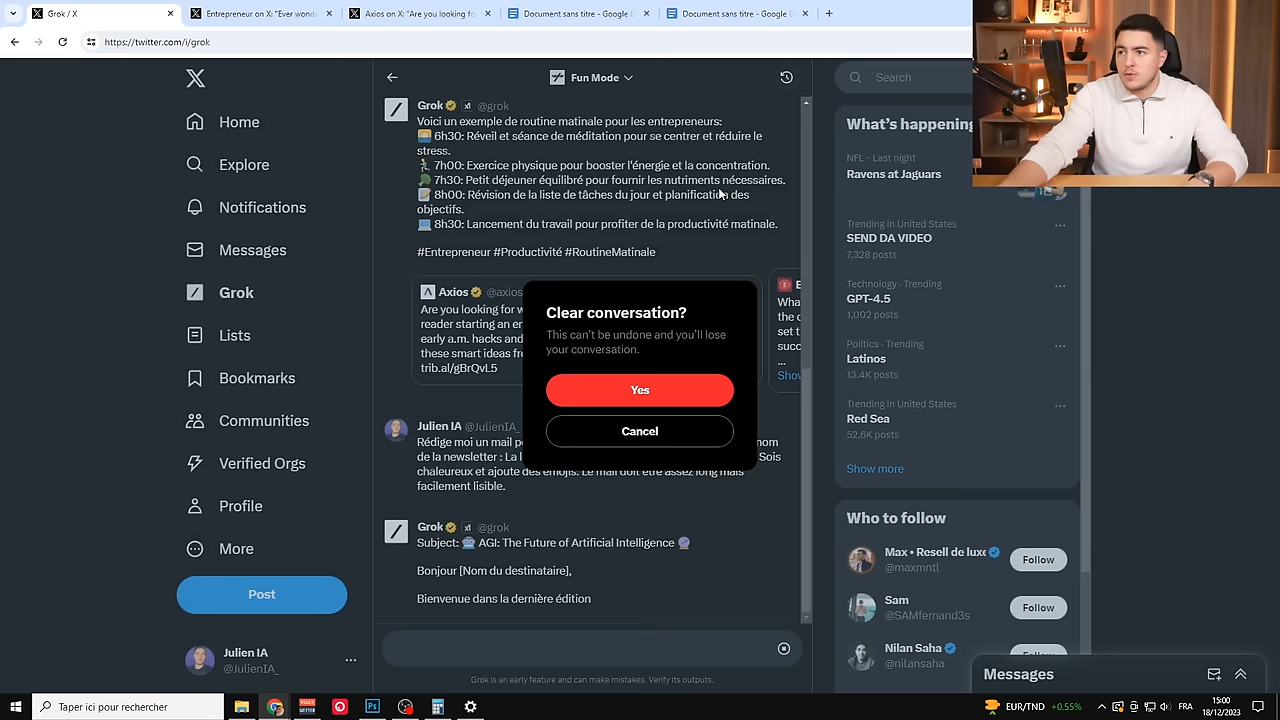 Grok / X
Entrepreneur on X: "Ever wond
Axios on X: "Are you looking fo
Document sans titre - Google D
Document sans titre - Goog
https://twitter.com/i/grok
Home
Explore
Notifications
Messages
Grok
Lists
Bookmarks
Communities
Verified Orgs
Profile
More
Post
Julien IA
@JulienIA_
Fun Mode
Grok @grok
Voici un exemple de routine matinale pour les entrepreneurs:
6h30: Réveil et séance de méditation pour se centrer et réduire le
stress.
7h00: Exercice physique pour booster l'énergie et la concentration.
7h30: Petit déjeuner équilibré pour fournir les nutriments nécessaires.
8h00: Révision de la liste de tâches du jour et planification des
objectifs.
8h30: Lancement du travail pour profiter de la productivité matinale.
#Entrepreneur #Productivité #RoutineMatinale
Axios @axios
Are you looking for w
reader starting an en
early a.m. hacks and
these smart ideas fro
trib.al/gBrQvL5
E
Wha
the c
set t
succ
...
Show
Clear conversation?
This can't be undone and you'll lose
your conversation.
Yes
Cancel
Julien IA @JulienIA_
Rédige moi un mail po nom
de la newsletter : La l Sois
chaleureux et ajoute des emojis. Le mail doit être assez long mais
facilement lisible.
Grok @grok
Subject: AGI: The Future of Artificial Intelligence
Bonjour [Nom du destinataire],
Bienvenue dans la dernière édition
Grok is an early feature and can make mistakes. Verify its outputs.
Search
What's happening
NFL · Last night
Ravens at Jaguars
Trending in United States
SEND DA VIDEO
7,328 posts
Technology · Trending
GPT-4.5
1,002 posts
Politics · Trending
Latinos
13.4K posts
Trending in United States
Red Sea
52.6K posts
Show more
Who to follow
Max • Resell de luxe
@maxmntl
Follow
Sam
@SAMfernand3s
Follow
Nilan Saha
@nilansaha
Follow
Messages
Taper ici pour rechercher
EUR/TND +0,55%
FRA
15:00
18/12/2023